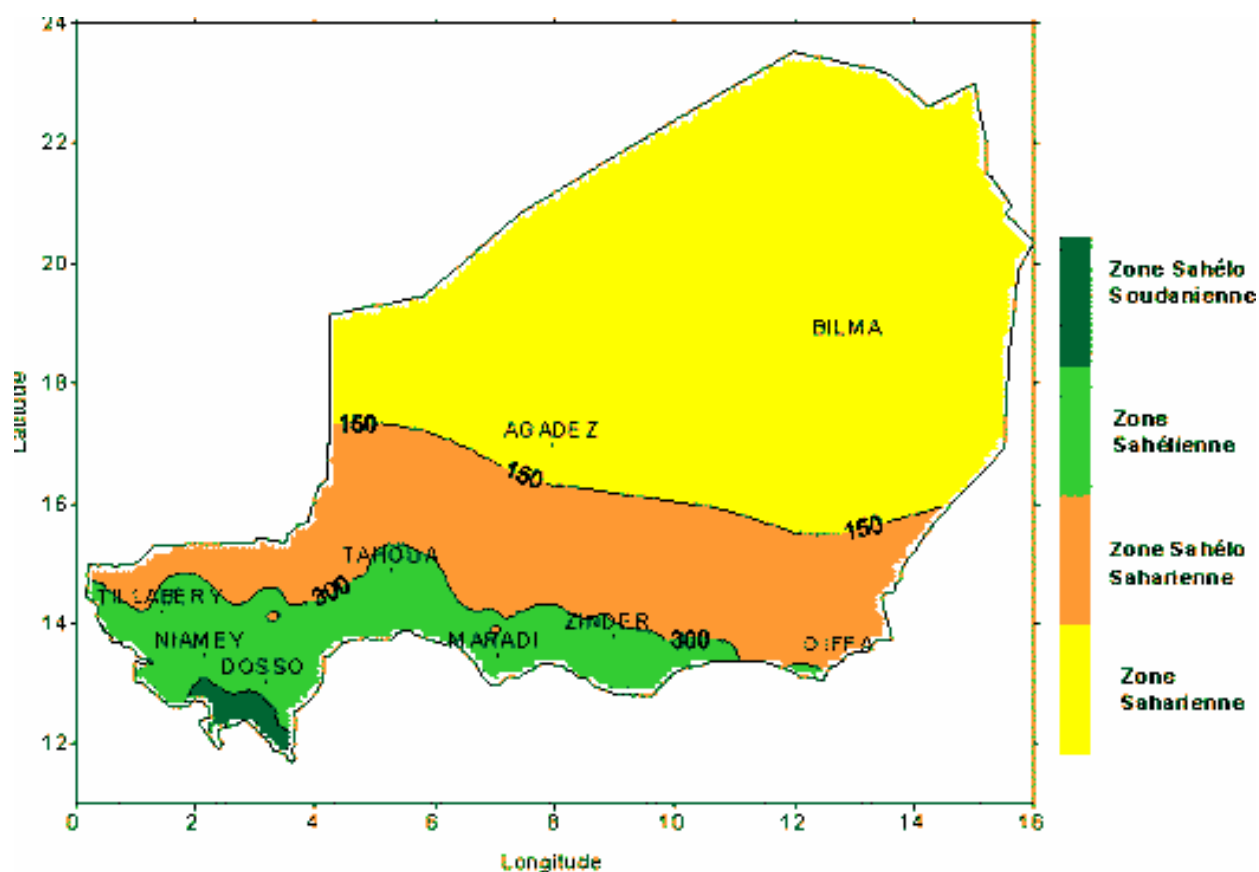 24
22
20
18
16
14
12
Latitude
BILMA
AGADEZ
150
150
150
TAHOUA
300
TILLABERY
ZINDER
NIAMEY
MARADI
300
DIFFA
DOSSO
0 2 4 6 8 10 12 14 16
Longitude
Zone Sahélo
Soudanienne
Zone
Sahélienne
Zone Sahélo
Saharienne
Zone
Saharienne